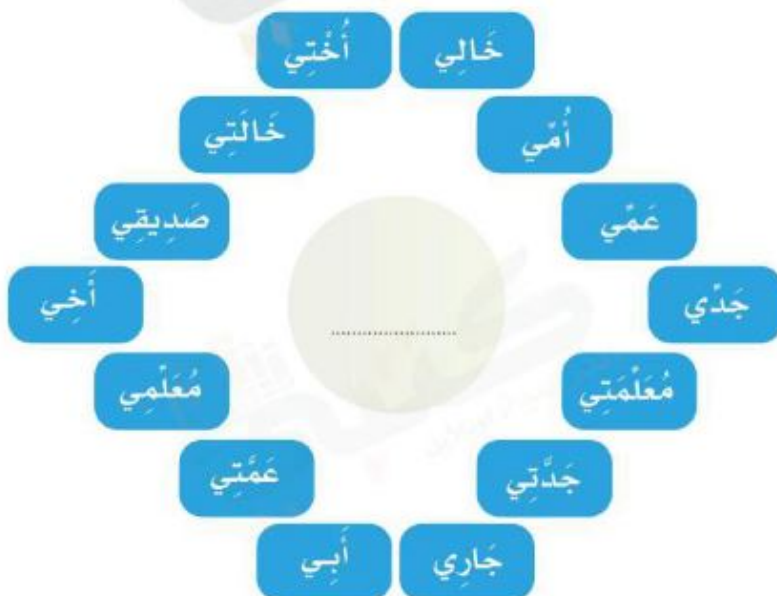 خَالِي أُخْتِي
أُمِّي خَالَتِي
عَمِّي صَدِيقِي
جَدِّي أَخِي
....................
مُعَلِّمَتِي مُعَلِّمِي
جَدَّتِي عَمَّتِي
جَارِي أَبِي